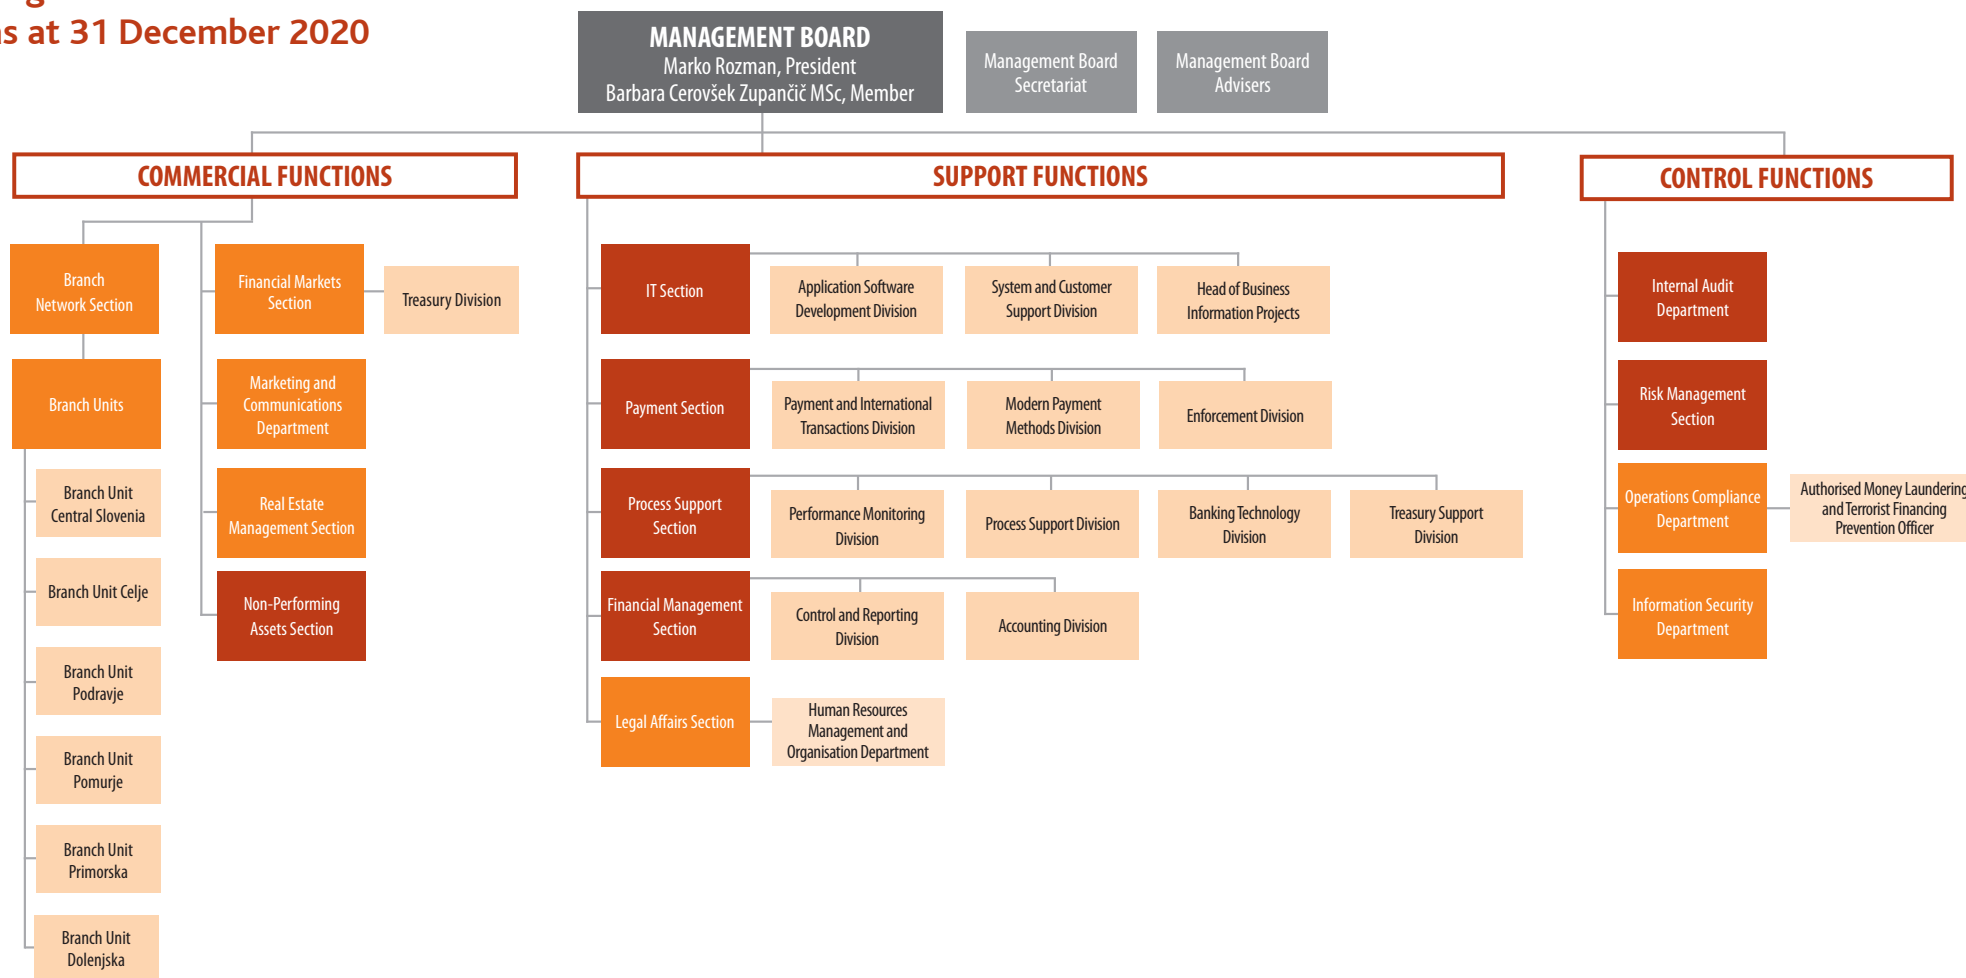 as at 31 December 2020
MANAGEMENT BOARD
Marko Rozman, President
Barbara Cerovšek Zupančič MSc, Member
Management Board
Secretariat
Management Board
Advisers
COMMERCIAL FUNCTIONS
SUPPORT FUNCTIONS
CONTROL FUNCTIONS
Branch
Network Section
Branch Units
Branch Unit
Central Slovenia
Branch Unit Celje
Branch Unit
Podravje
Branch Unit
Pomurje
Branch Unit
Primorska
Branch Unit
Dolenjska
Financial Markets
Section
Treasury Division
Marketing and
Communications
Department
Real Estate
Management Section
Non-Performing
Assets Section
IT Section
Application Software
Development Division
System and Customer
Support Division
Head of Business
Information Projects
Payment Section
Payment and International
Transactions Division
Modern Payment
Methods Division
Enforcement Division
Process Support
Section
Performance Monitoring
Division
Process Support Division
Banking Technology
Division
Treasury Support
Division
Financial Management
Section
Control and Reporting
Division
Accounting Division
Legal Affairs Section
Human Resources
Management and
Organisation Department
Internal Audit
Department
Risk Management
Section
Operations Compliance
Department
Authorised Money Laundering
and Terrorist Financing
Prevention Officer
Information Security
Department